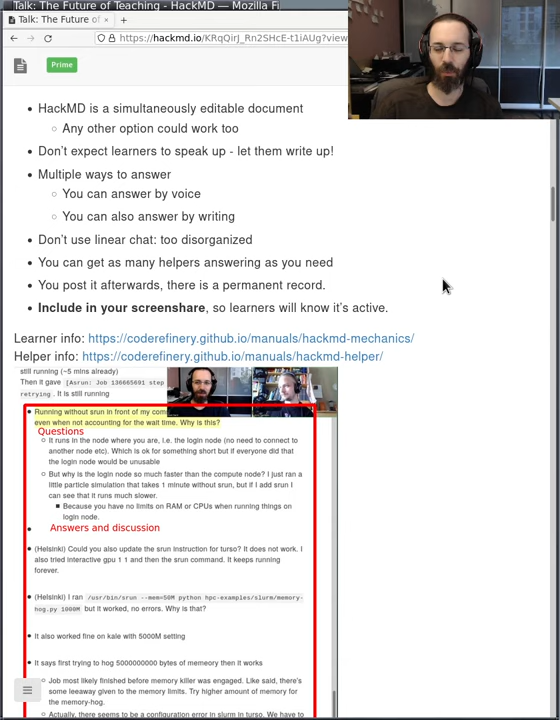 Talk: The Future of Teaching - HackMD — Mozilla Fi
Talk: The Future of
https://hackmd.io/KRqQirJ_Rn2SHcE-t1iAUg?view
Prime
HackMD is a simultaneously editable document
Any other option could work too
Don't expect learners to speak up - let them write up!
Multiple ways to answer
You can answer by voice
You can also answer by writing
Don't use linear chat: too disorganized
You can get as many helpers answering as you need
You post it afterwards, there is a permanent record.
Include in your screenshare, so learners will know it's active.
Learner info: https://coderefinery.github.io/manuals/hackmd-mechanics/
Helper info: https://coderefinery.github.io/manuals/hackmd-helper/
still running (~5 mins already)
Then it gave [Asrun: Job 136665691 step
retrying . It is still running
Running without srun in front of my com
even when not accounting for the wait time. Why is this?
Questions
It runs in the node where you are, i.e. the login node (no need to connect to
another node etc). Which is ok for something short but if everyone did that
the login node would be unusable
But why is the login node so much faster than the compute node? I just ran a
little particle simulation that takes 1 minute without srun, but if I add srun I
can see that it runs much slower.
Because you have no limits on RAM or CPUs when running things on
login node.
Answers and discussion
(Helsinki) Could you also update the srun instruction for turso? It does not work. I
also tried interactive gpu 1 1 and then the srun command. It keeps running
forever.
(Helsinki) I ran /usr/bin/srun --mem=50M python hpc-examples/slurm/memory-
hog.py 1000M but it worked, no errors. Why is that?
It also worked fine on kale with 5000M setting
It says first trying to hog 5000000000 bytes of memeory then it works
Job most likely finished before memory killer was engaged. Like said, there's
some leeaway given to the memory limits. Try higher amount of memory for
the memory-hog.
Actually, there seems to be a configuration error in slurm in turso. We have to